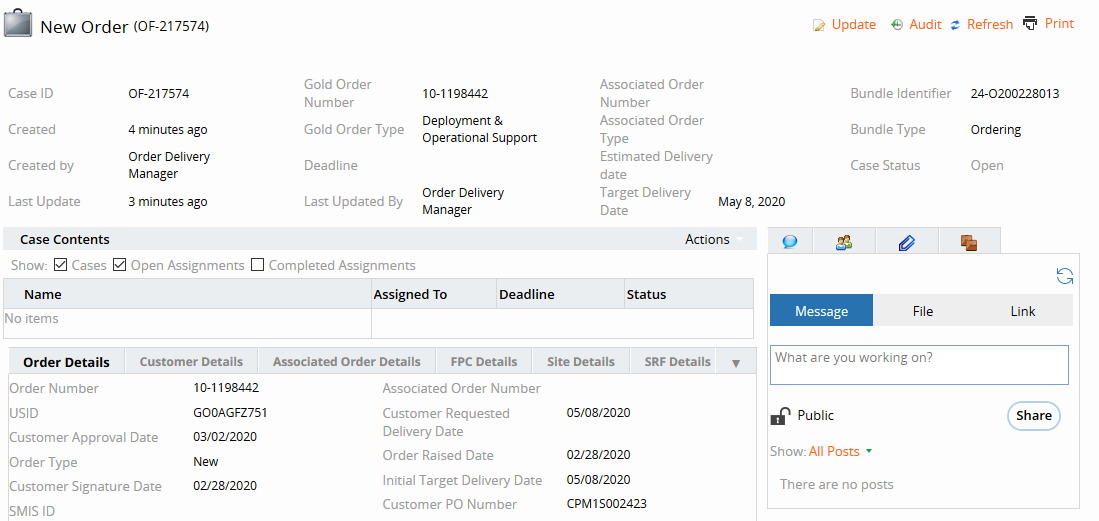 New Order (OF-217574)
Update Audit Refresh Print
Case ID OF-217574 Gold Order Number 10-1198442 Associated Order Number Bundle Identifier 24-O200228013
Created 4 minutes ago Gold Order Type Deployment & Operational Support Associated Order Type Bundle Type Ordering
Created by Order Delivery Manager Deadline Estimated Delivery date Case Status Open
Last Update 3 minutes ago Last Updated By Order Delivery Manager Target Delivery Date May 8, 2020
Case Contents Actions
Show: Cases Open Assignments Completed Assignments
Name Assigned To Deadline Status
No items
Order Details Customer Details Associated Order Details FPC Details Site Details SRF Details
Order Number 10-1198442 Associated Order Number
USID GO0AGFZ751 Customer Requested Delivery Date 05/08/2020
Customer Approval Date 03/02/2020
Order Type New Order Raised Date 02/28/2020
Customer Signature Date 02/28/2020 Initial Target Delivery Date 05/08/2020
SMIS ID Customer PO Number CPM1S002423
Message File Link
What are you working on?
Public Share
Show: All Posts
There are no posts